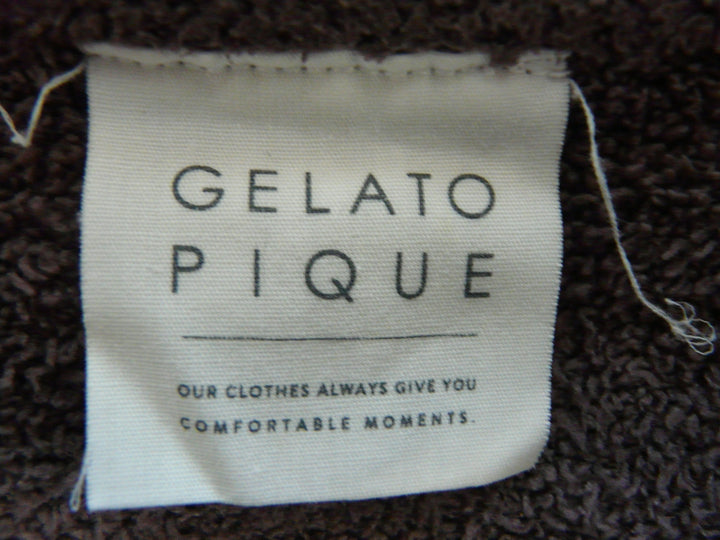 GELATO
PIQUE
OUR CLOTHES ALWAYS GIVE YOU
COMFORTABLE MOMENTS.